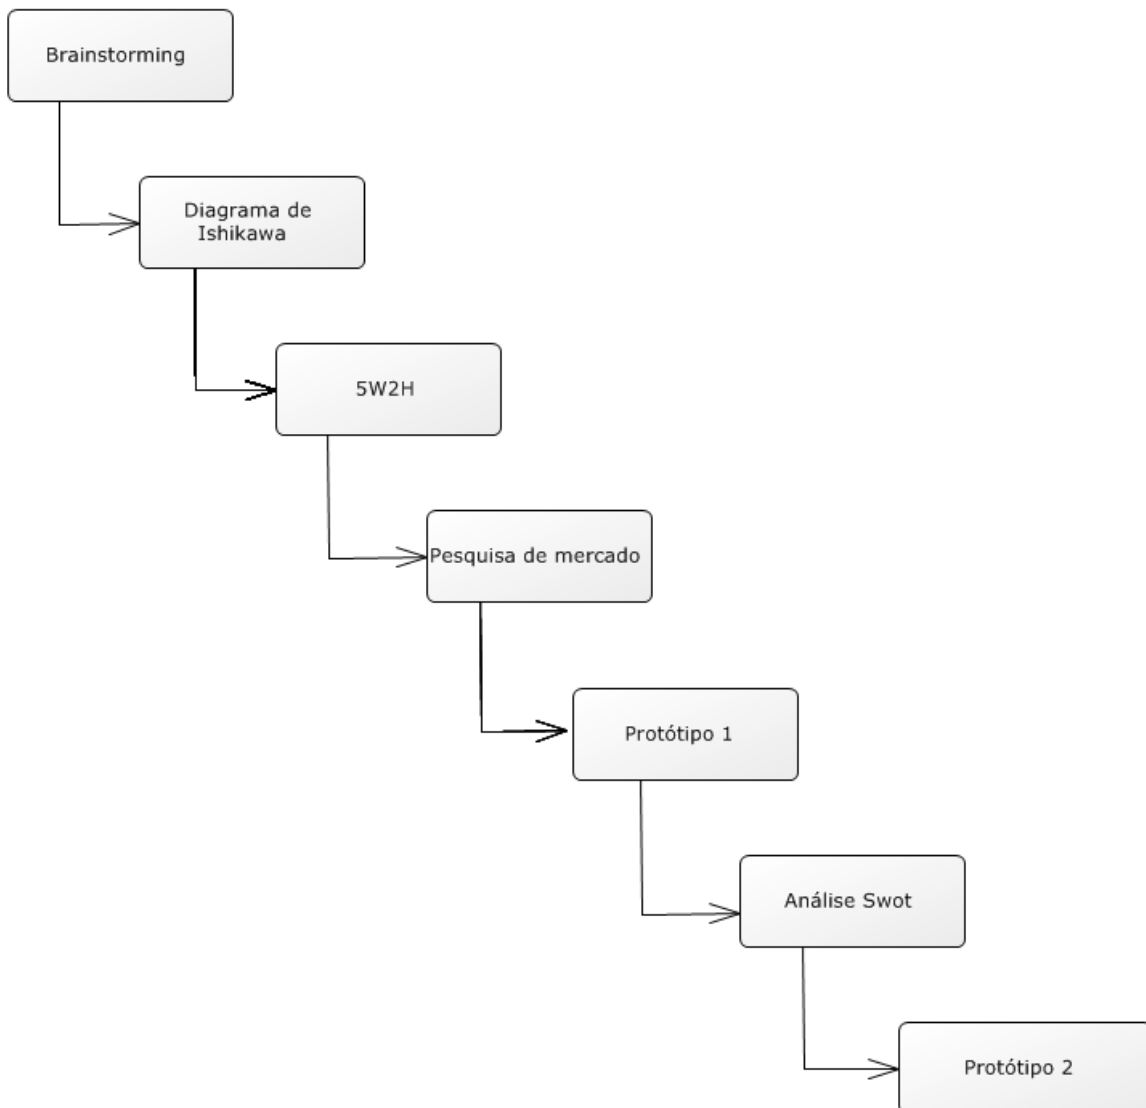 Brainstorming
Diagrama de
Ishikawa
5W2H
Pesquisa de mercado
Protótipo 1
Análise Swot
Protótipo 2